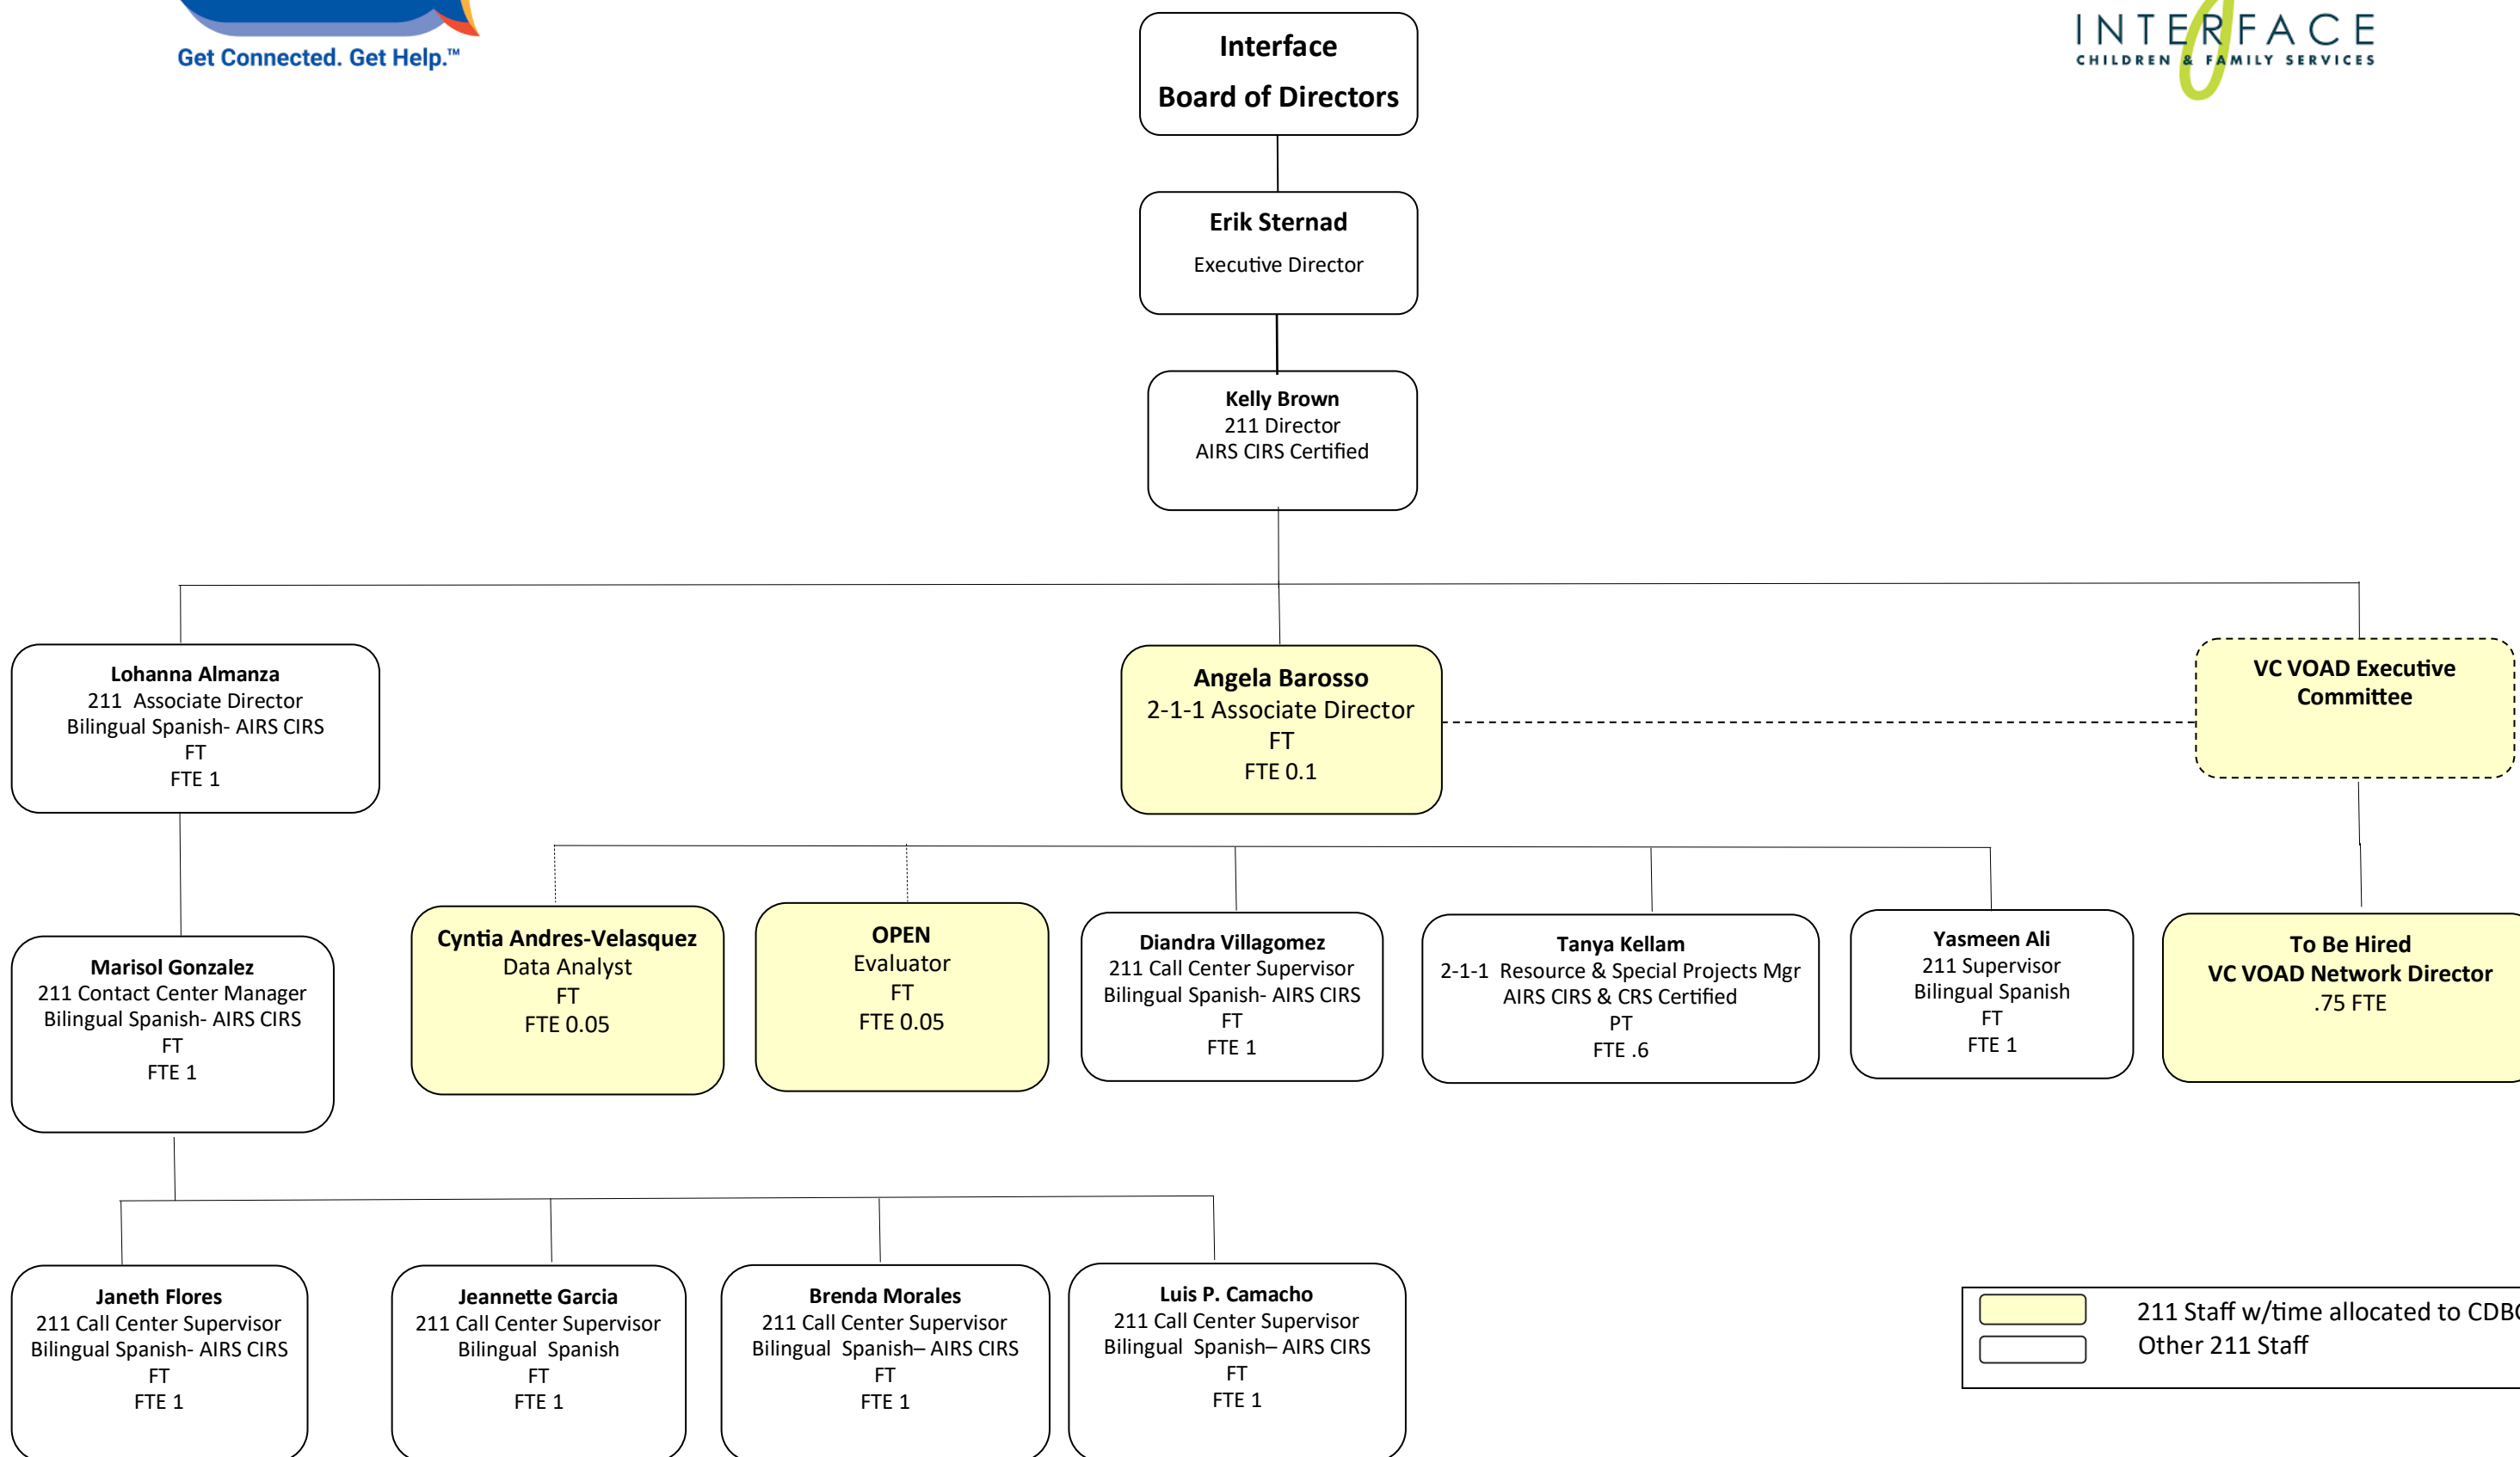 Get Connected. Get Help.™
INTERFACE
CHILDREN & FAMILY SERVICES
Interface
Board of Directors
Erik Sternad
Executive Director
Kelly Brown
211 Director
AIRS CIRS Certified
Lohanna Almanza
211 Associate Director
Bilingual Spanish- AIRS CIRS
FT
FTE 1
Angela Barosso
2-1-1 Associate Director
FT
FTE 0.1
VC VOAD Executive
Committee
Marisol Gonzalez
211 Contact Center Manager
Bilingual Spanish- AIRS CIRS
FT
FTE 1
Cyntia Andres-Velasquez
Data Analyst
FT
FTE 0.05
OPEN
Evaluator
FT
FTE 0.05
Diandra Villagomez
211 Call Center Supervisor
Bilingual Spanish- AIRS CIRS
FT
FTE 1
Tanya Kellam
2-1-1 Resource & Special Projects Mgr
AIRS CIRS & CRS Certified
PT
FTE .6
Yasmeen Ali
211 Supervisor
Bilingual Spanish
FT
FTE 1
To Be Hired
VC VOAD Network Director
.75 FTE
Janeth Flores
211 Call Center Supervisor
Bilingual Spanish- AIRS CIRS
FT
FTE 1
Jeannette Garcia
211 Call Center Supervisor
Bilingual Spanish
FT
FTE 1
Brenda Morales
211 Call Center Supervisor
Bilingual Spanish– AIRS CIRS
FT
FTE 1
Luis P. Camacho
211 Call Center Supervisor
Bilingual Spanish– AIRS CIRS
FT
FTE 1
211 Staff w/time allocated to
Other 211 Staff